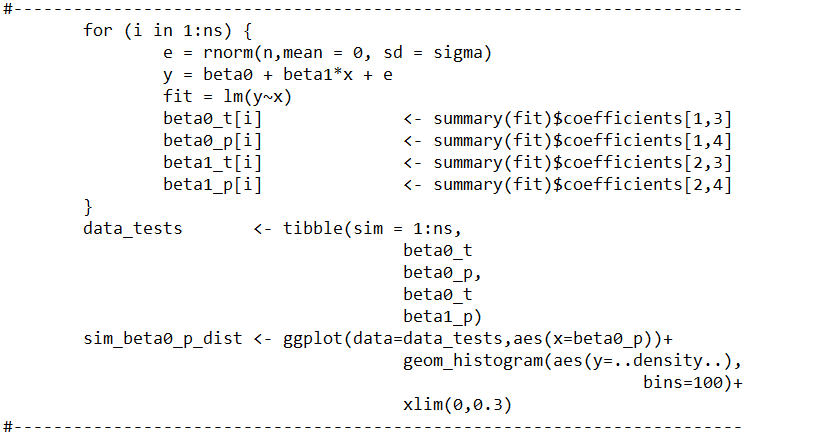 #-------------------------------------------------------------------------
for (i in 1:ns) {
e = rnorm(n,mean = 0, sd = sigma)
y = beta0 + beta1*x + e
fit = lm(y~x)
beta0_t[i] <- summary(fit)$coefficients[1,3]
beta0_p[i] <- summary(fit)$coefficients[1,4]
beta1_t[i] <- summary(fit)$coefficients[2,3]
beta1_p[i] <- summary(fit)$coefficients[2,4]
}
data_tests <- tibble(sim = 1:ns,
beta0_t
beta0_p,
beta0_t
beta1_p)
sim_beta0_p_dist <- ggplot(data=data_tests,aes(x=beta0_p))+
geom_histogram(aes(y=..density..),
bins=100)+
xlim(0,0.3)
#-------------------------------------------------------------------------